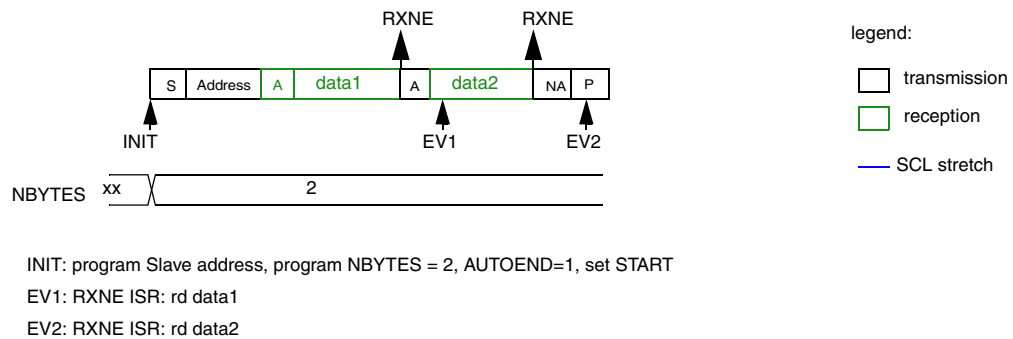 RXNE RXNE
legend:
S Address A data1 A data2 NA P
transmission
reception
INIT EV1 EV2
SCL stretch
NBYTES xx 2
INIT: program Slave address, program NBYTES = 2, AUTOEND=1, set START
EV1: RXNE ISR: rd data1
EV2: RXNE ISR: rd data2